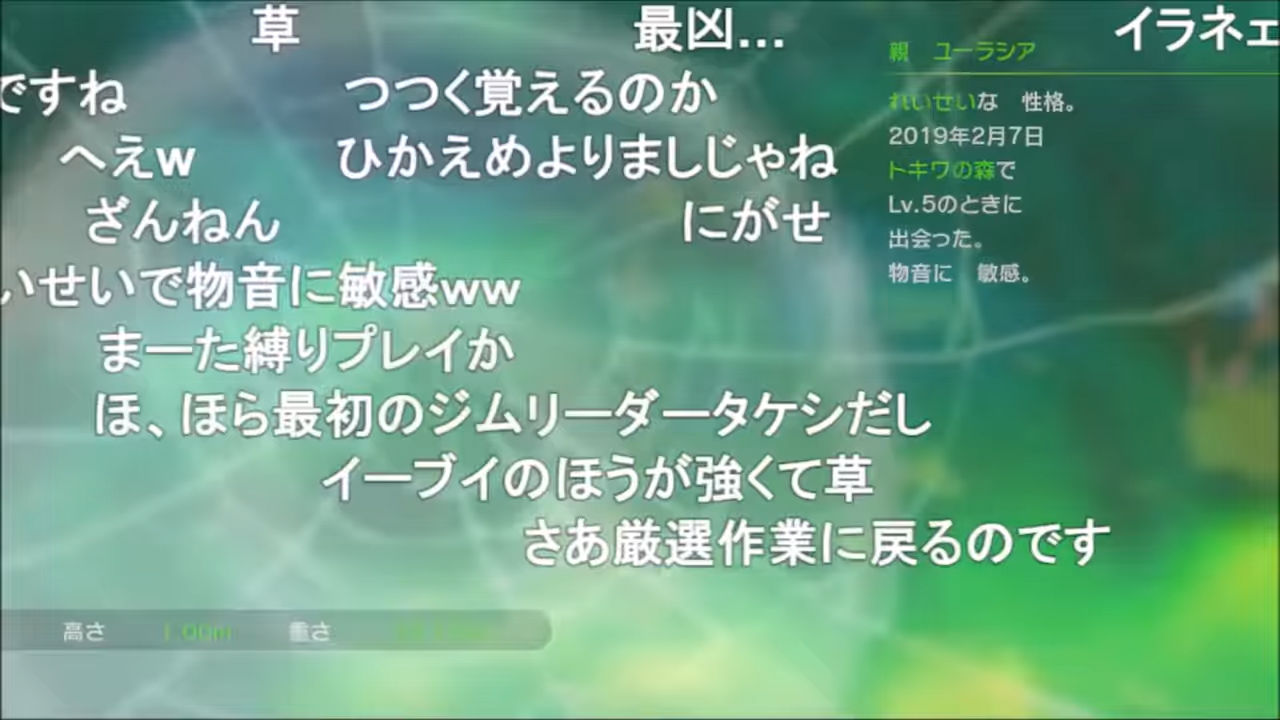 草
最凶...
イラネェ
親 ユーラシア
ですね
つつく覚えるのか
れいせいな 性格。
2019年2月7日
へえw
ひかえめよりましじゃね
トキワの森で
Lv.5のときに
ざんねん
にがせ
出会った。
物音に 敏感。
いせいで物音に敏感ww
まーた縛りプレイか
ほ、ほら最初のジムリーダータケシだし
イーブイのほうが強くて草
さあ厳選作業に戻るのです
高さ 1.00m 重さ